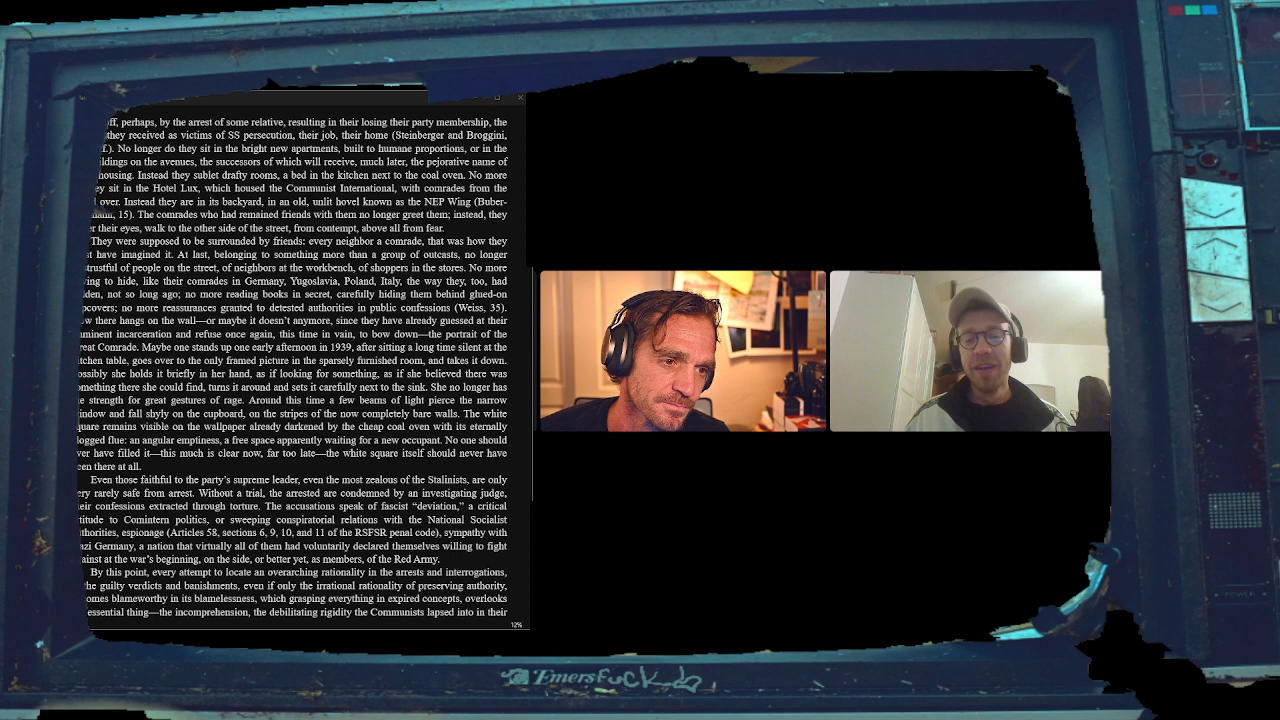 off, perhaps, by the arrest of some relative, resulting in their losing their party membership, the
they received as victims of SS persecution, their job, their home (Steinberger and Broggini,
f.). No longer do they sit in the bright new apartments, built to humane proportions, or in the
ildings on the avenues, the successors of which will receive, much later, the pejorative name of
housing. Instead they sublet drafty rooms, a bed in the kitchen next to the coal oven. No more
ey sit in the Hotel Lux, which housed the Communist International, with comrades from the
over. Instead they are in its backyard, in an old, unlit hovel known as the NEP Wing (Buber-
mann, 15). The comrades who had remained friends with them no longer greet them; instead, they
er their eyes, walk to the other side of the street, from contempt, above all from fear.
They were supposed to be surrounded by friends: every neighbor a comrade, that was how they
st have imagined it. At last, belonging to something more than a group of outcasts, no longer
strustful of people on the street, of neighbors at the workbench, of shoppers in the stores. No more
ving to hide, like their comrades in Germany, Yugoslavia, Poland, Italy, the way they, too, had
dden, not so long ago; no more reading books in secret, carefully hiding them behind glued-on
pcovers; no more reassurances granted to detested authorities in public confessions (Weiss, 35).
ow there hangs on the wall—or maybe it doesn't anymore, since they have already guessed at their
minent incarceration and refuse once again, this time in vain, to bow down—the portrait of the
reat Comrade. Maybe one stands up one early afternoon in 1939, after sitting a long time silent at the
itchen table, goes over to the only framed picture in the sparsely furnished room, and takes it down.
ossibly she holds it briefly in her hand, as if looking for something, as if she believed there was
omething there she could find, turns it around and sets it carefully next to the sink. She no longer has
e strength for great gestures of rage. Around this time a few beams of light pierce the narrow
indow and fall shyly on the cupboard, on the stripes of the now completely bare walls. The white
quare remains visible on the wallpaper already darkened by the cheap coal oven with its eternally
logged flue: an angular emptiness, a free space apparently waiting for a new occupant. No one should
ver have filled it—this much is clear now, far too late—the white square itself should never have
een there at all.
Even those faithful to the party's supreme leader, even the most zealous of the Stalinists, are only
ery rarely safe from arrest. Without a trial, the arrested are condemned by an investigating judge,
eir confessions extracted through torture. The accusations speak of fascist “deviation,” a critical
titude to Comintern politics, or sweeping conspiratorial relations with the National Socialist
thorities, espionage (Articles 58, sections 6, 9, 10, and 11 of the RSFSR penal code), sympathy with
azi Germany, a nation that virtually all of them had voluntarily declared themselves willing to fight
ainst at the war's beginning, on the side, or better yet, as members, of the Red Army.
By this point, every attempt to locate an overarching rationality in the arrests and interrogations,
he guilty verdicts and banishments, even if only the irrational rationality of preserving authority,
omes blameworthy in its blamelessness, which grasping everything in expired concepts, overlooks
essential thing—the incomprehension, the debilitating rigidity the Communists lapsed into in their
12%
POWER
Emersfuck